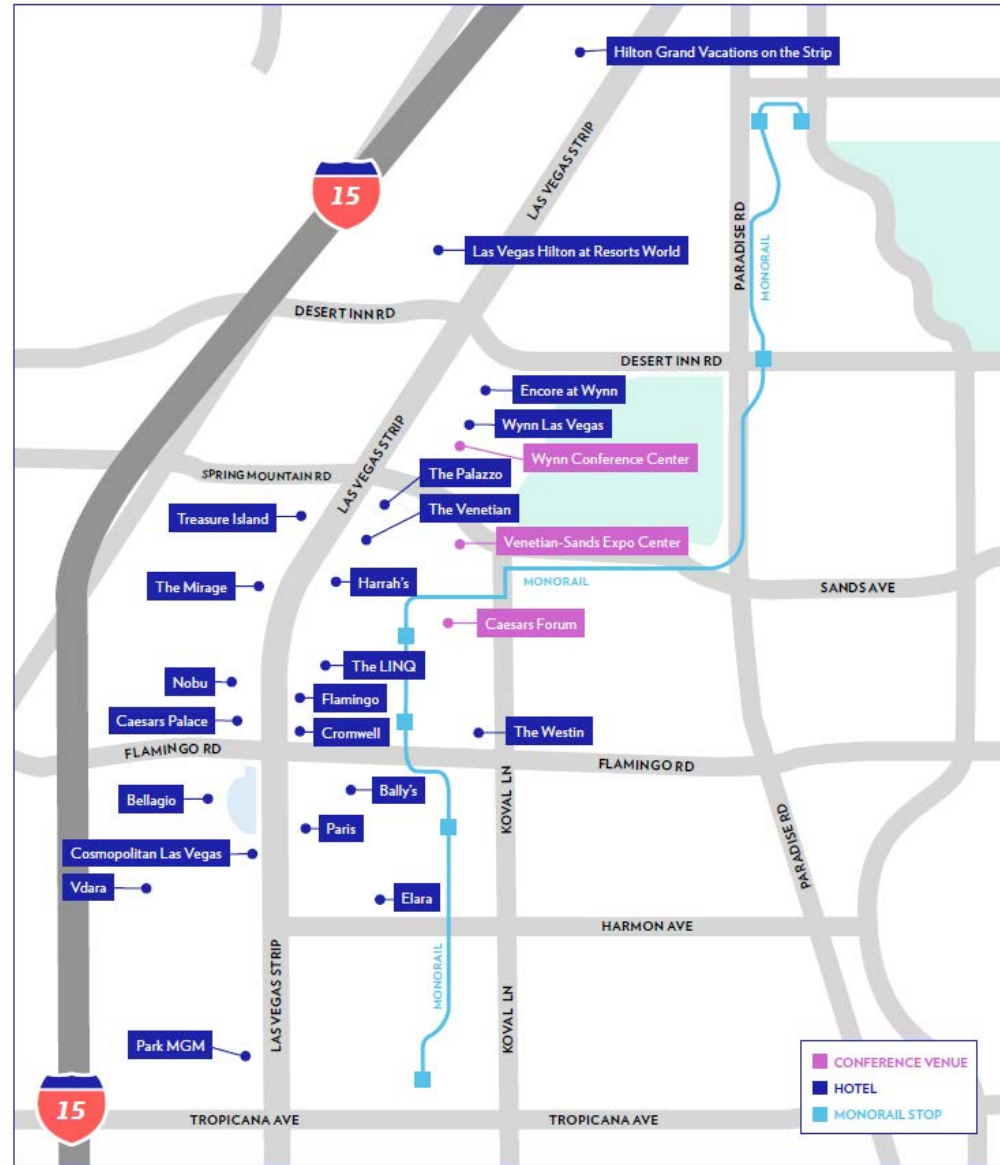 Hilton Grand Vacations on the Strip
LAS VEGAS STRIP
15
PARADISE RD
MONORAIL
Las Vegas Hilton at Resorts World
DESERT INN RD
DESERT INN RD
Encore at Wynn
Wynn Las Vegas
LAS VEGAS STRIP
Wynn Conference Center
SPRING MOUNTAIN RD
The Palazzo
The Venetian
Treasure Island
Venetian-Sands Expo Center
The Mirage
Harrah's
MONORAIL
SANDS AVE
Caesars Forum
The LINQ
Nobu
Flamingo
Caesars Palace
Cromwell
The Westin
FLAMINGO RD
FLAMINGO RD
Bellagio
Bally's
KOVAL LN
Paris
PARADISE RD
Cosmopolitan Las Vegas
Vdara
Elara
HARMON AVE
MONORAIL
LAS VEGAS STRIP
KOVAL LN
Park MGM
CONFERENCE VENUE
HOTEL
MONORAIL STOP
15
TROPICANA AVE
TROPICANA AVE